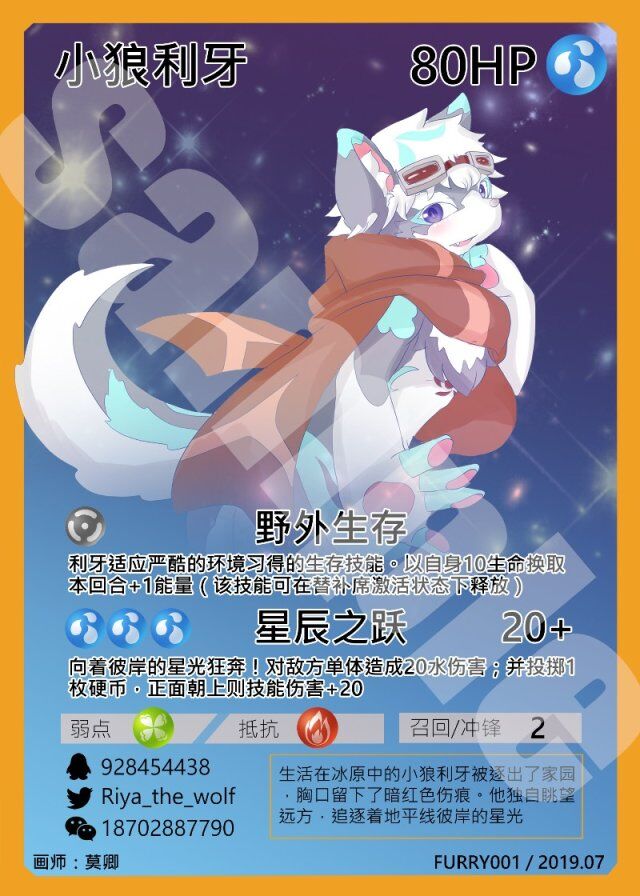 小狼利牙 80HP
野外生存
利牙适应严酷的环境习得的生存技能。以自身10生命换取
本回合+1能量（该技能可在替补席激活状态下释放）
星辰之跃 20+
向着彼岸的星光狂奔！对敌方单体造成20水伤害；并投掷1
枚硬币，正面朝上则技能伤害+20
弱点 抵抗 召回/冲锋 2
928454438
Riya_the_wolf
18702887790
生活在冰原中的小狼利牙被逐出了家园
，胸口留下了暗红色伤痕。他独自眺望
远方，追逐着地平线彼岸的星光
画师：莫卿 FURRY001 / 2019.07
Sample